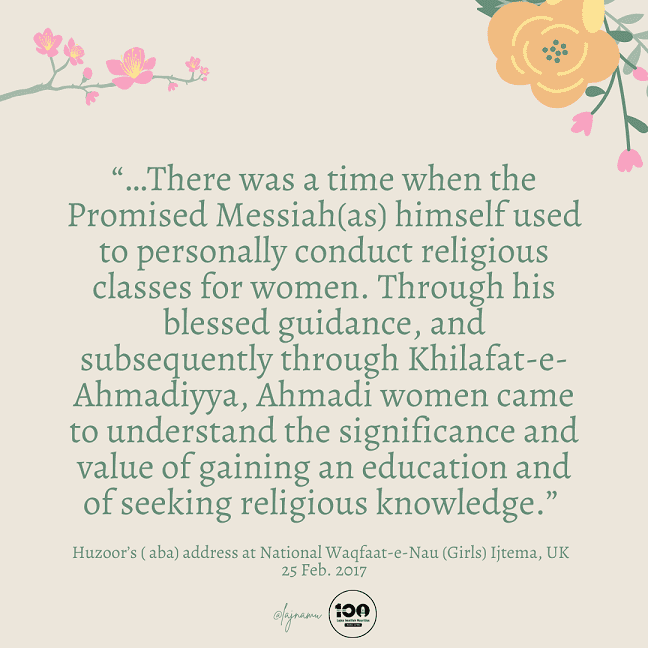 “...There was a time when the
Promised Messiah(as) himself used
to personally conduct religious
classes for women. Through his
blessed guidance, and
subsequently through Khilafat-e-
Ahmadiyya, Ahmadi women came
to understand the significance and
value of gaining an education and
of seeking religious knowledge.”
Huzoor's ( aba) address at National Waqfaat-e-Nau (Girls) Ijtema, UK
25 Feb. 2017
@lajnamu
100